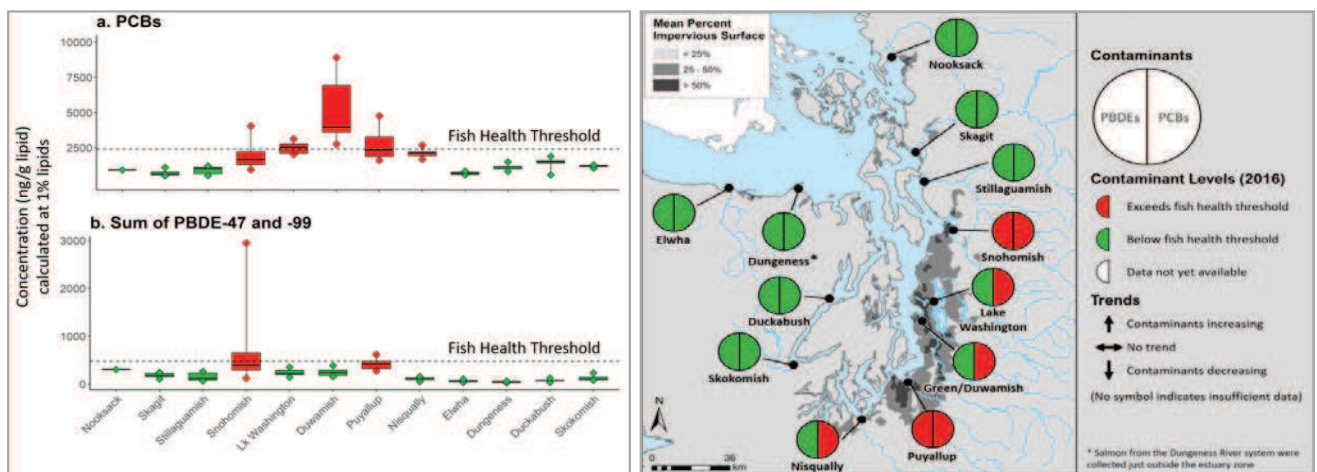 a. PCBs
Concentration (ng/g lipid)
calculated at 1% lipids
10000
7500
5000
2500
0
Fish Health Threshold
b. Sum of PBDE-47 and -99
3000
2000
1000
0
Fish Health Threshold
Nooksack
Skagit
Stillaguamish
Snohomish
Lk Washington
Duwamish
Puyallup
Nisqually
Elwha
Dungeness
Duckabush
Skokomish
Mean Percent
Impervious Surface
< 25%
25 - 50%
> 50%
Nooksack
Skagit
Stillaguamish
Elwha
Dungeness*
Snohomish
Duckabush
Lake
Washington
Skokomish
Green/Duwamish
Nisqually
Puyallup
N
0
36
km
Contaminants
PBDEs
PCBs
Contaminant Levels (2016)
Exceeds fish health threshold
Below fish health threshold
Data not yet available
Trends
Contaminants increasing
No trend
Contaminants decreasing
(No symbol indicates insufficient data)
* Salmon from the Dungeness River system were
collected just outside the estuary zone